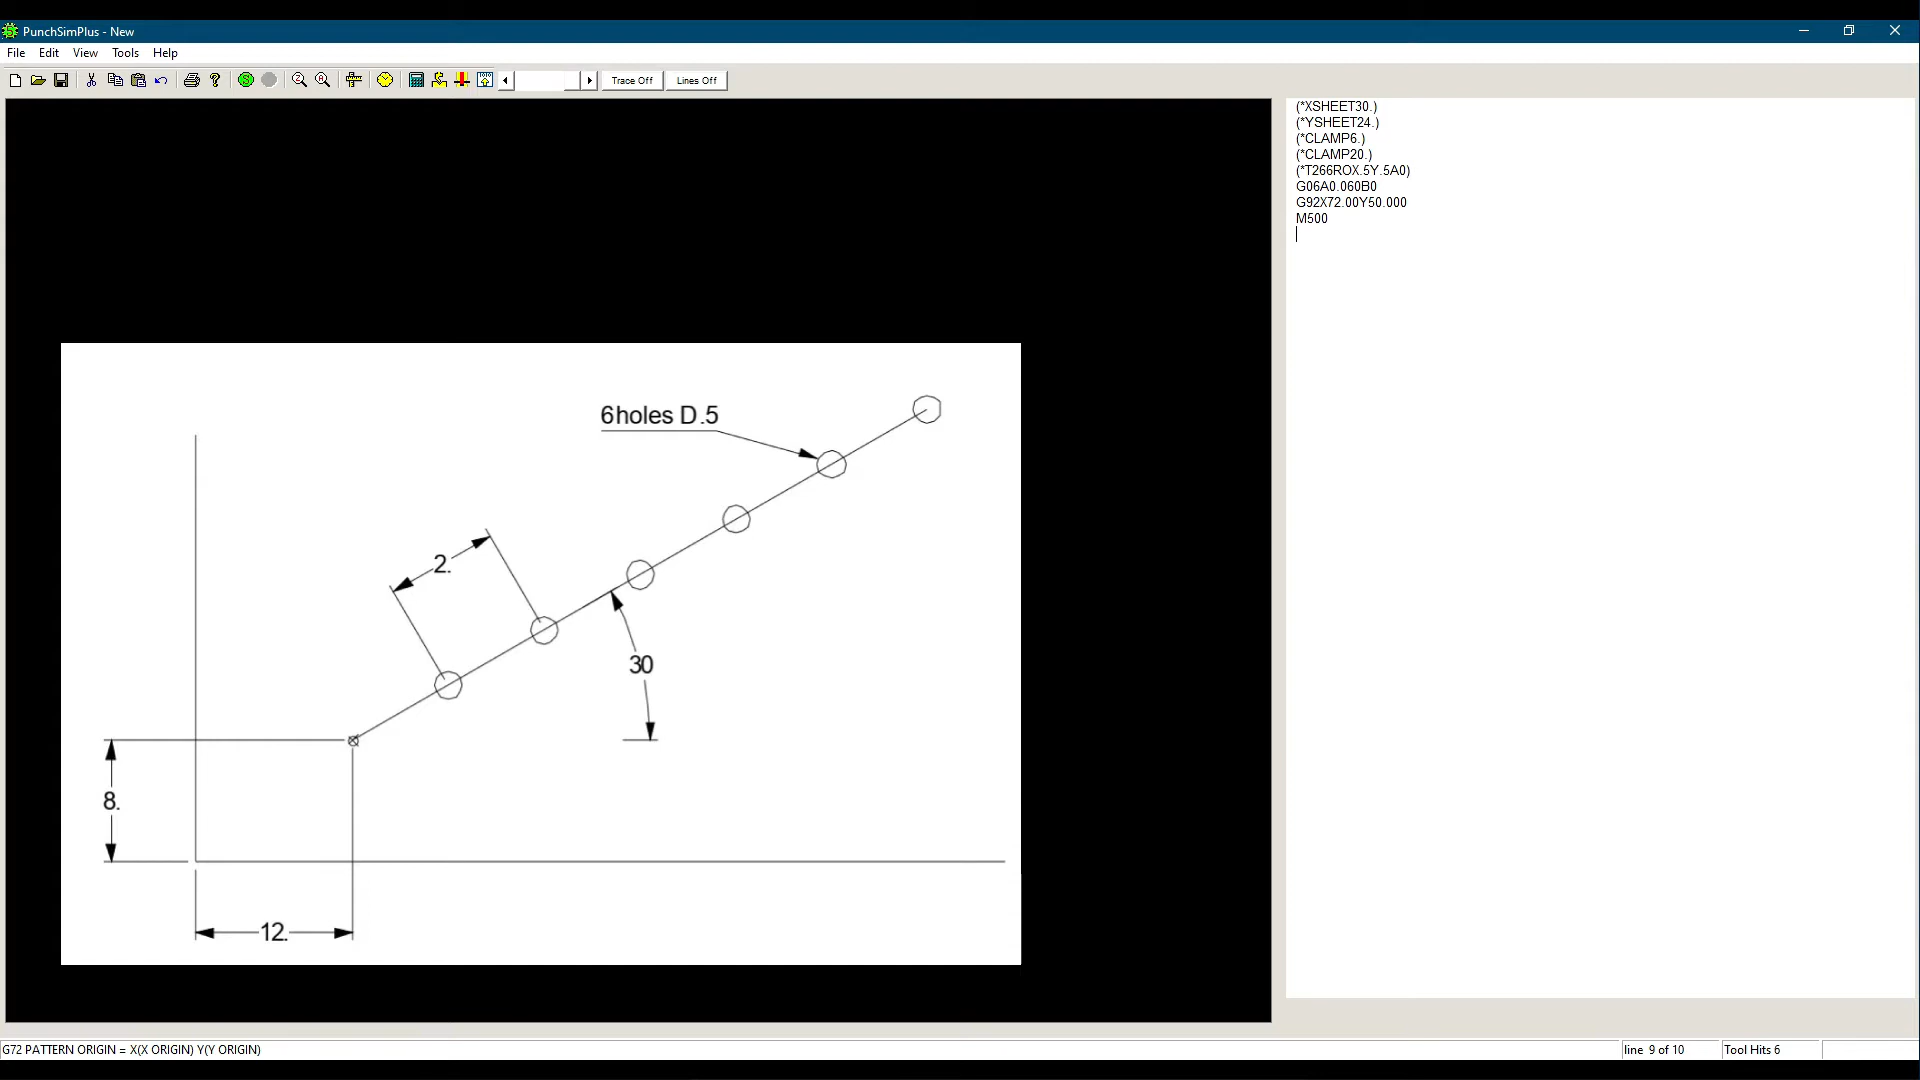 PunchSimPlus - New
File Edit View Tools Help
Trace Off Lines Off
(*XSHEET30.)
(*YSHEET24.)
(*CLAMP6.)
(*CLAMP20.)
(*T266ROX.5Y.5A0)
G06A0.060B0
G92X72.00Y50.000
M500
6holes D.5
2.
30
8.
12.
G72 PATTERN ORIGIN = X(X ORIGIN) Y(Y ORIGIN)
line 9 of 10
Tool Hits 6